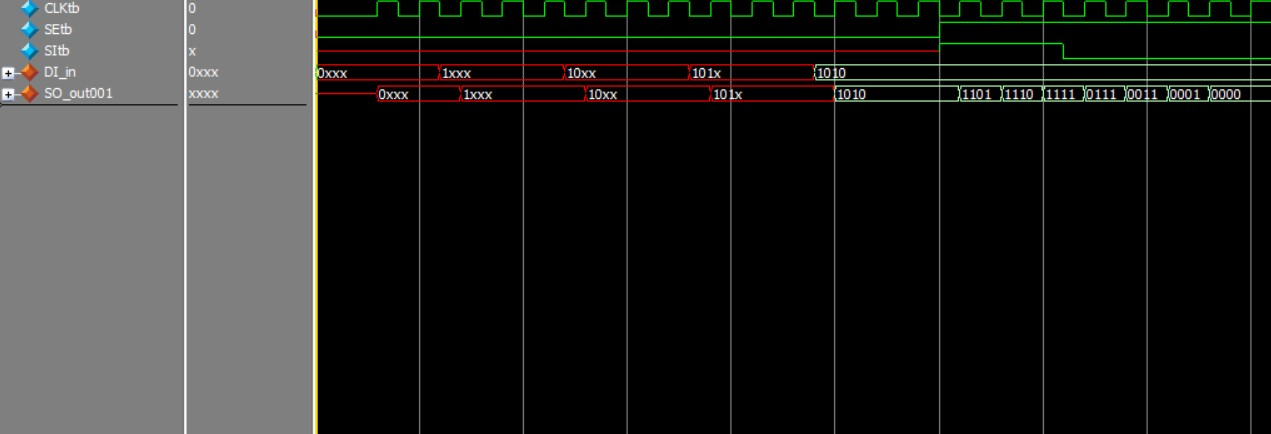 CLKtb 0
SEtb 0
SItb x
DI_in 0xxx 0xxx 1xxx 10xx 101x 1010
SO_out001 xxxx 0xxx 1xxx 10xx 101x 1010 1101 1110 1111 0111 0011 0001 0000